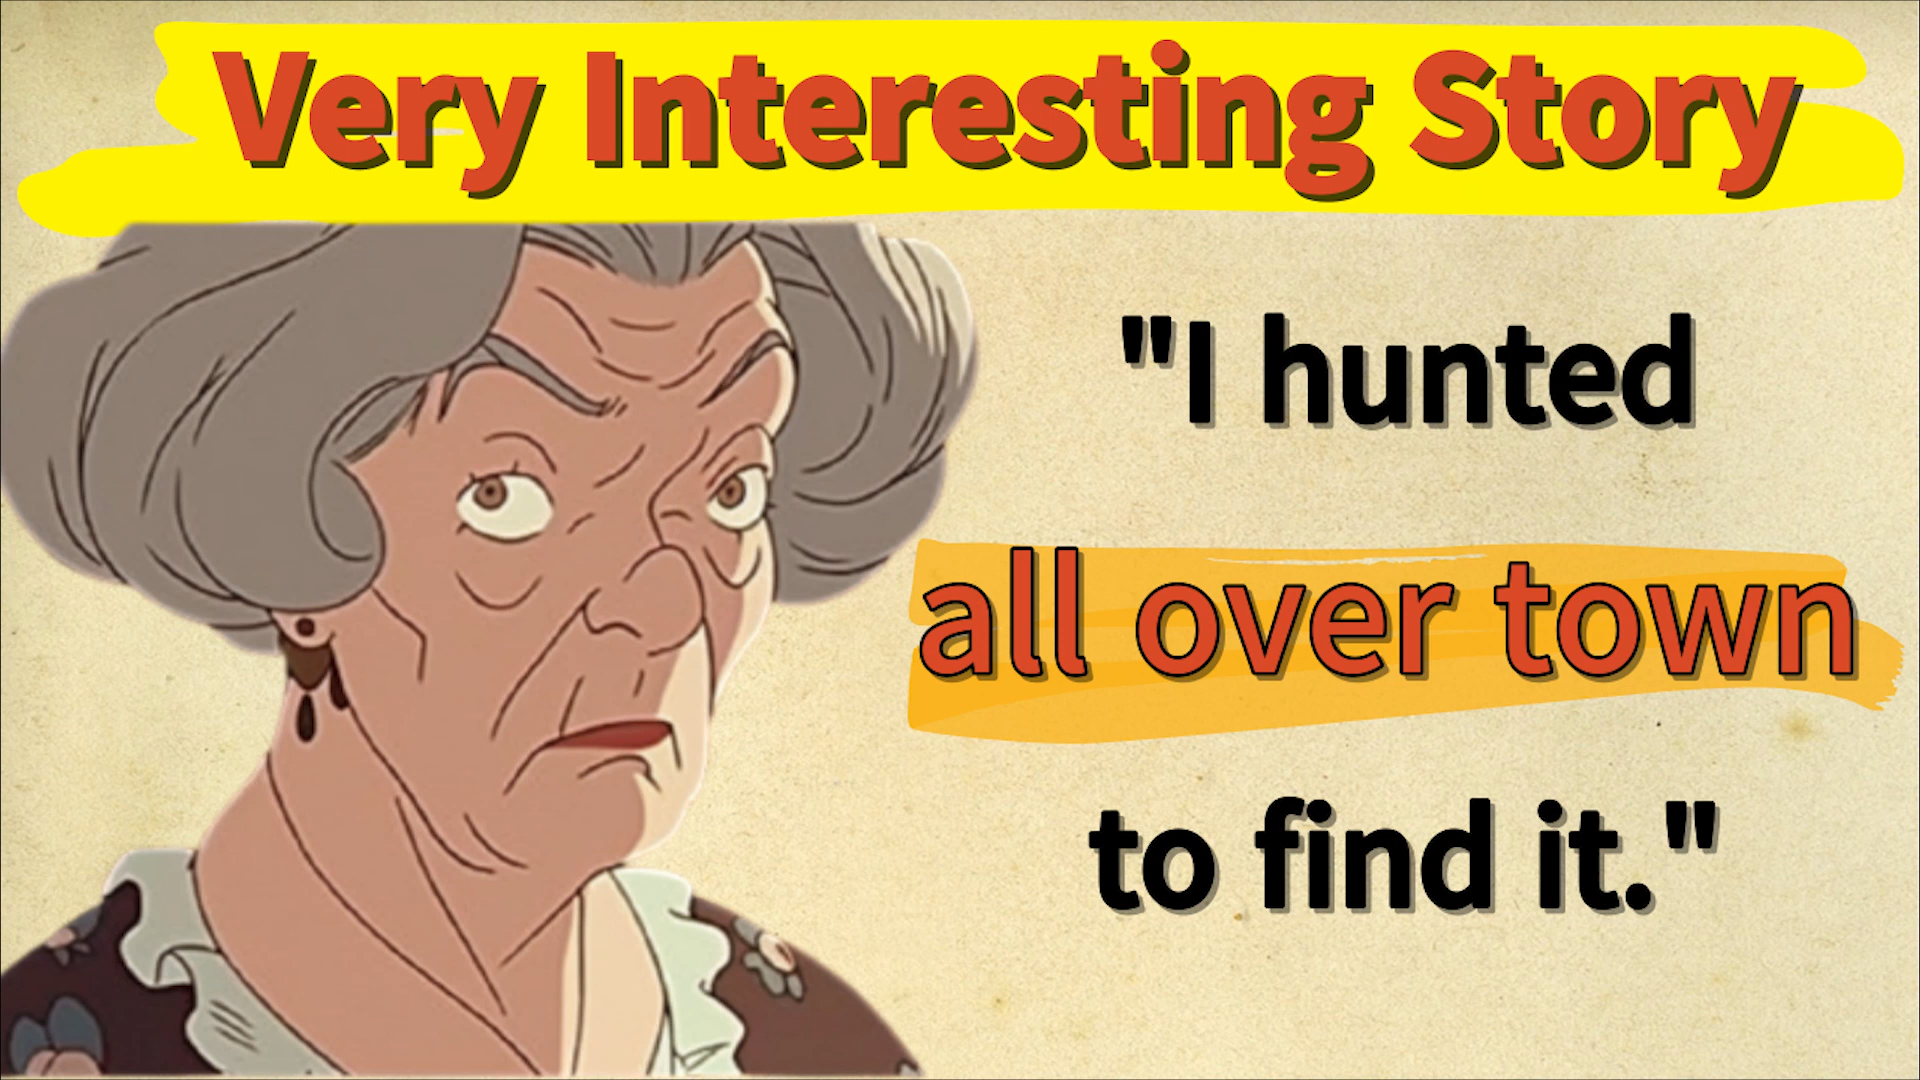 Very Interesting Story
"I hunted
all over town
to find it."